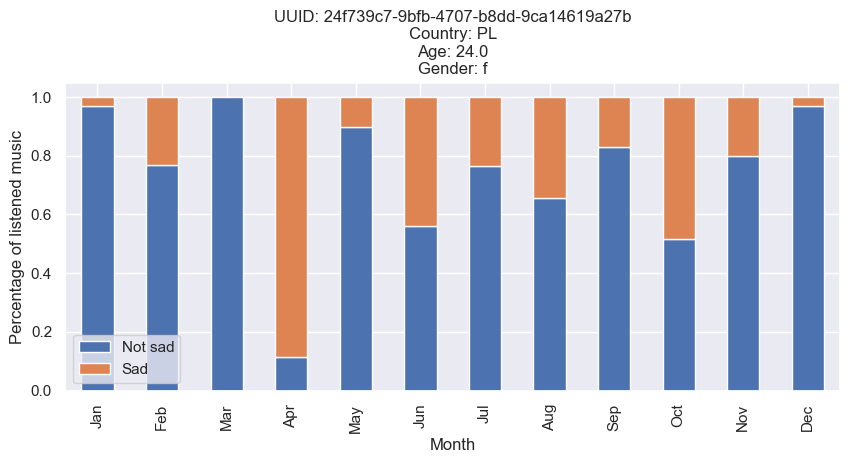 UUID: 24f739c7-9bfb-4707-b8dd-9ca14619a27b
Country: PL
Age: 24.0
Gender: f
Percentage of listened music
1.0
0.8
0.6
0.4
0.2
0.0
Not sad
Sad
Jan
Feb
Mar
Apr
May
Jun
Jul
Aug
Sep
Oct
Nov
Dec
Month